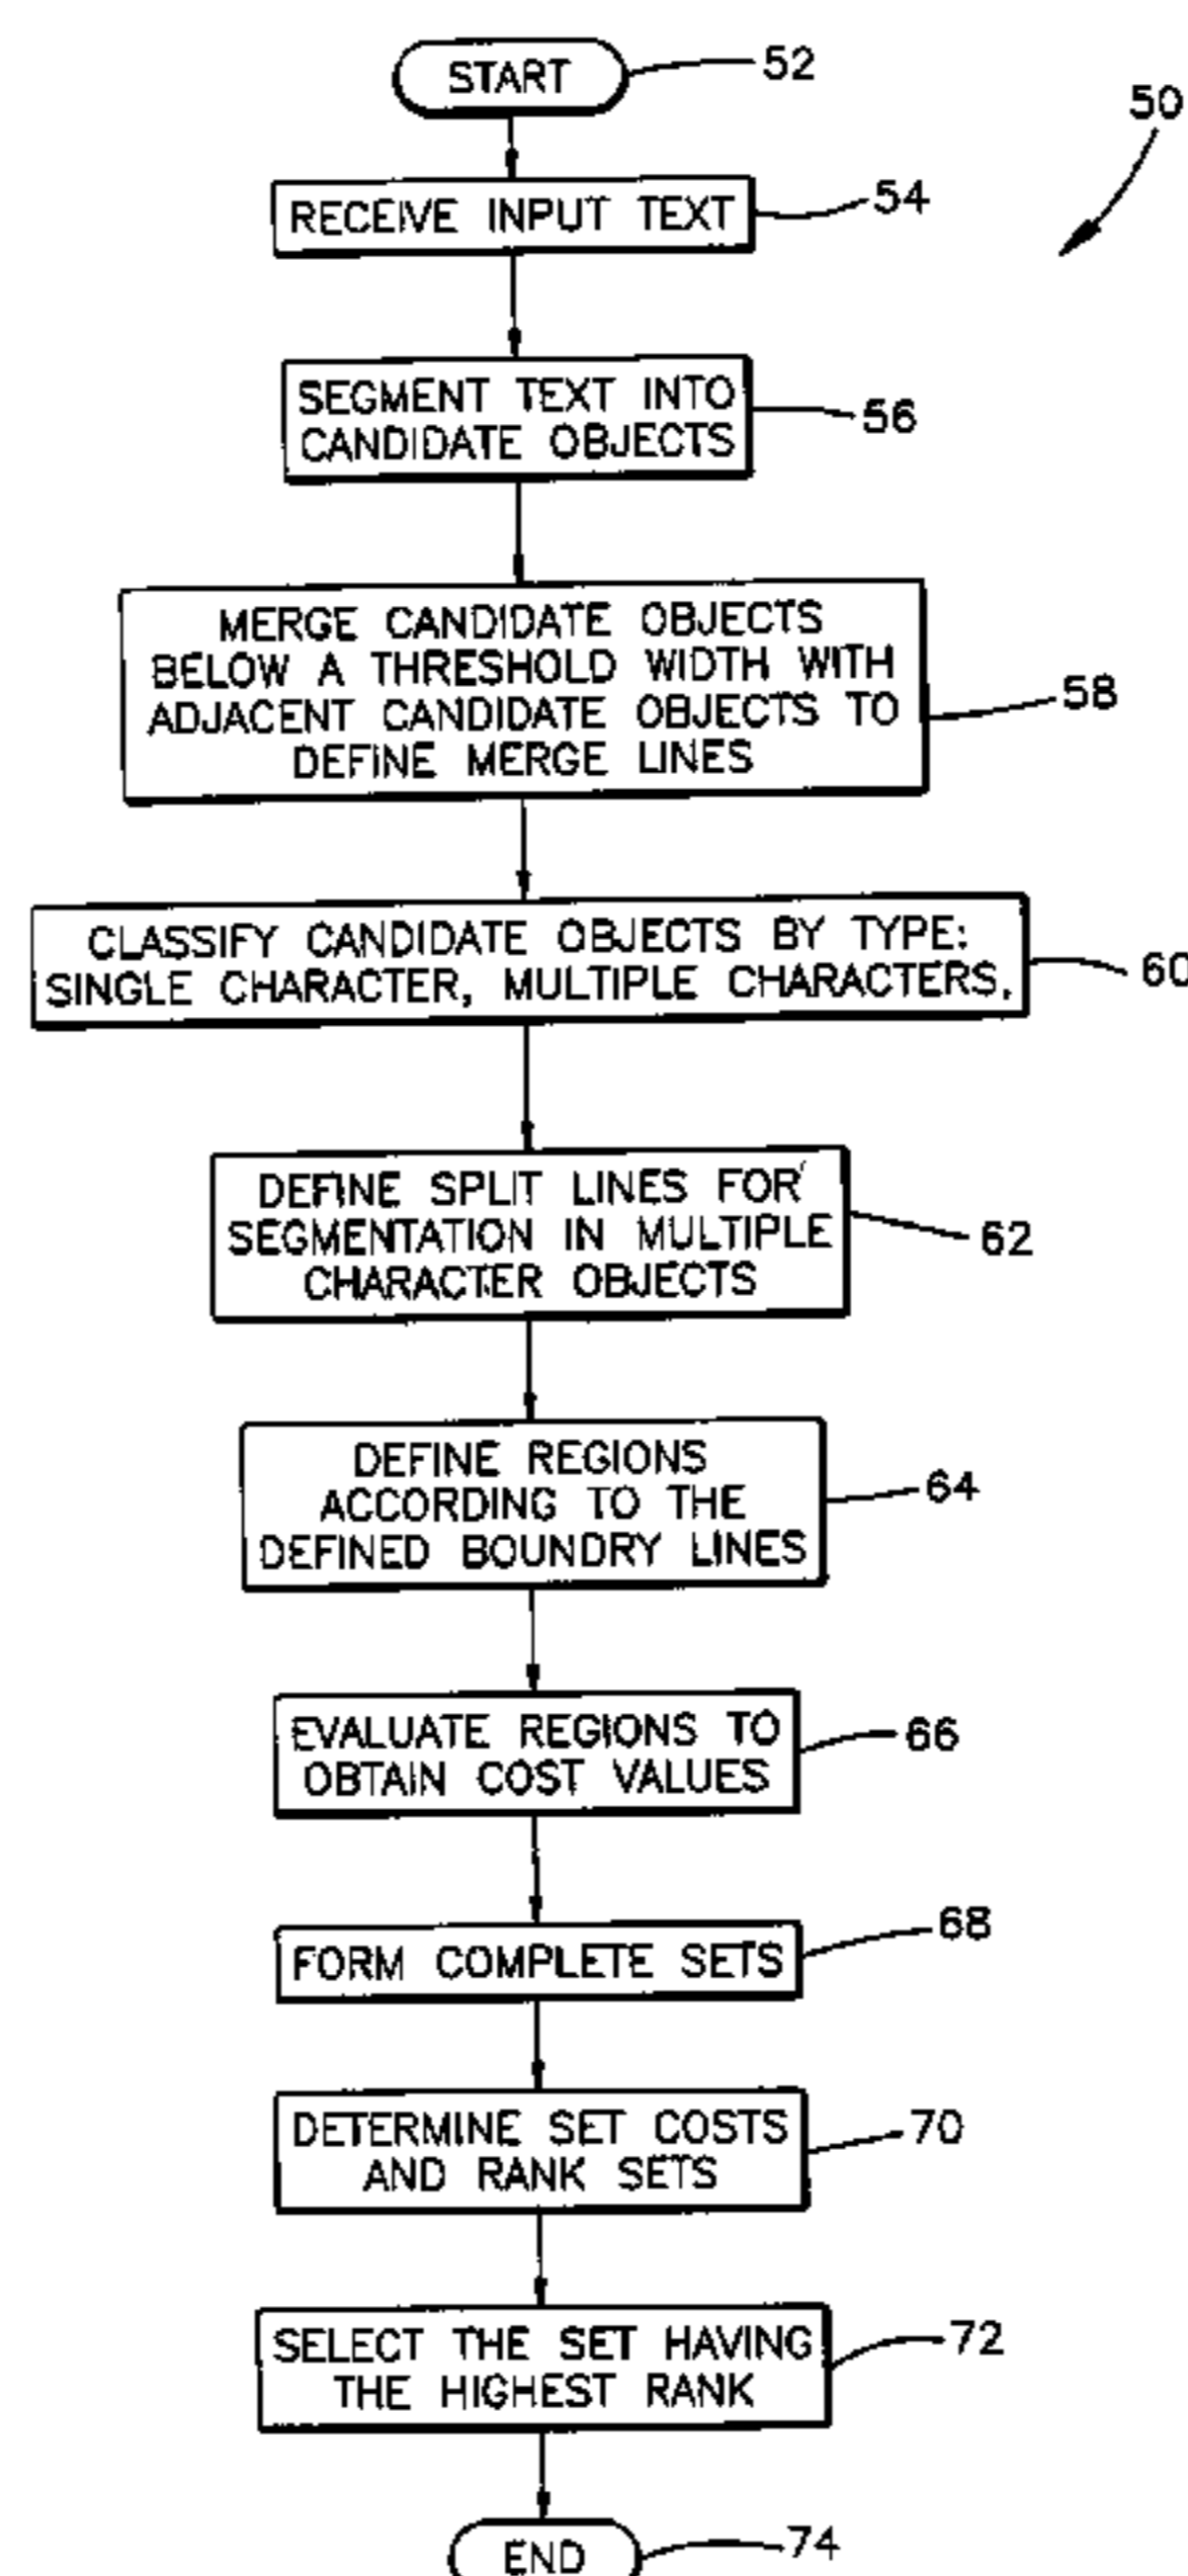 START
52
50
RECEIVE INPUT TEXT
54
SEGMENT TEXT INTO
CANDIDATE OBJECTS
56
MERGE CANDIDATE OBJECTS
BELOW A THRESHOLD WIDTH WITH
ADJACENT CANDIDATE OBJECTS TO
DEFINE MERGE LINES
58
CLASSIFY CANDIDATE OBJECTS BY TYPE:
SINGLE CHARACTER, MULTIPLE CHARACTERS.
60
DEFINE SPLIT LINES FOR
SEGMENTATION IN MULTIPLE
CHARACTER OBJECTS
62
DEFINE REGIONS
ACCORDING TO THE
DEFINED BOUNDRY LINES
64
EVALUATE REGIONS TO
OBTAIN COST VALUES
66
FORM COMPLETE SETS
68
DETERMINE SET COSTS
AND RANK SETS
70
SELECT THE SET HAVING
THE HIGHEST RANK
72
END
74